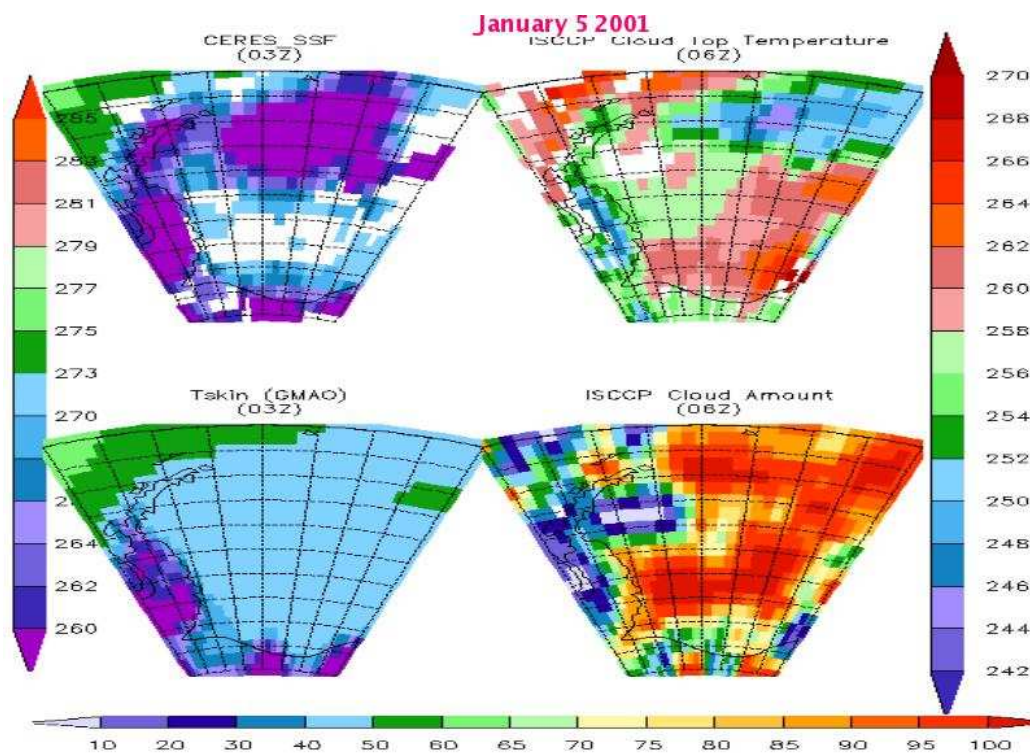 January 5 2001
CERES_SSF
(03Z)
ISCCP Cloud Top Temperature
(06Z)
285
283
281
279
277
275
273
270
264
262
260
270
268
266
264
262
260
258
256
254
252
250
248
246
244
242
Tskin (GMAO)
(03Z)
ISCCP Cloud Amount
(06Z)
10 20 30 40 50 60 65 70 75 80 85 90 95 100